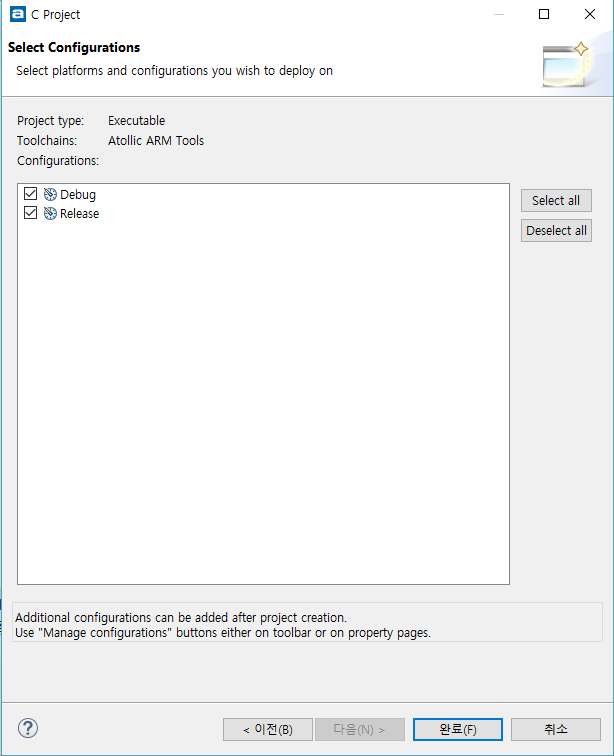 C Project
Select Configurations
Select platforms and configurations you wish to deploy on
Project type: Executable
Toolchains: Atollic ARM Tools
Configurations:
Debug
Release
Select all
Deselect all
Additional configurations can be added after project creation.
Use "Manage configurations" buttons either on toolbar or on property pages.
< 이전(B) 다음(N) > 완료(F) 취소